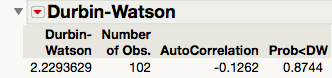 Durbin-Watson
Durbin- Number
Watson of Obs. AutoCorrelation Prob<DW
2.2293629 102 -0.1262 0.8744